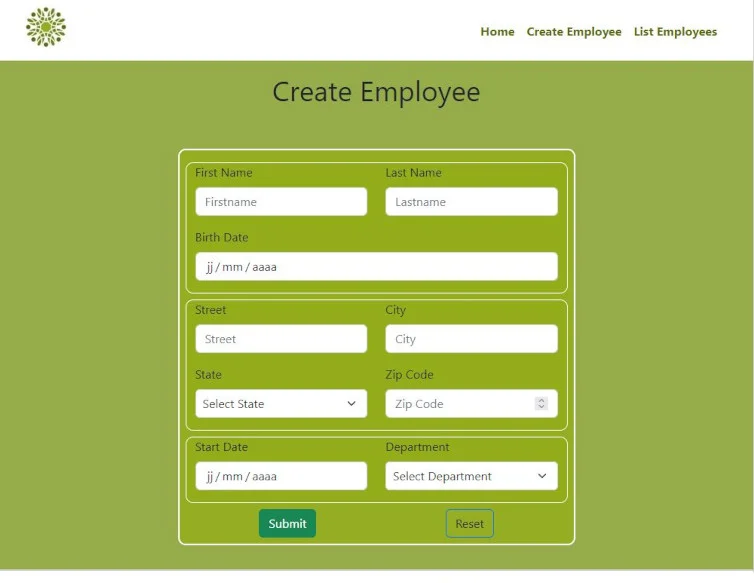 Home Create Employee List Employees
Create Employee
First Name Last Name
Firstname Lastname
Birth Date
jj/mm/aaaa
Street City
Street City
State Zip Code
Select State Zip Code
Start Date Department
jj/mm/aaaa Select Department
Submit Reset